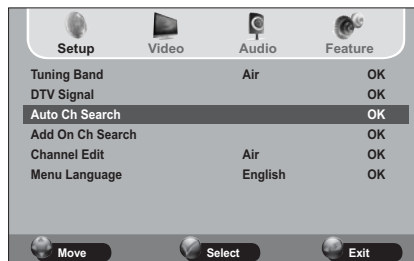 Setup Video Audio Feature
Tuning Band Air OK
DTV Signal OK
Auto Ch Search OK
Add On Ch Search OK
Channel Edit Air OK
Menu Language English OK
Move Select Exit